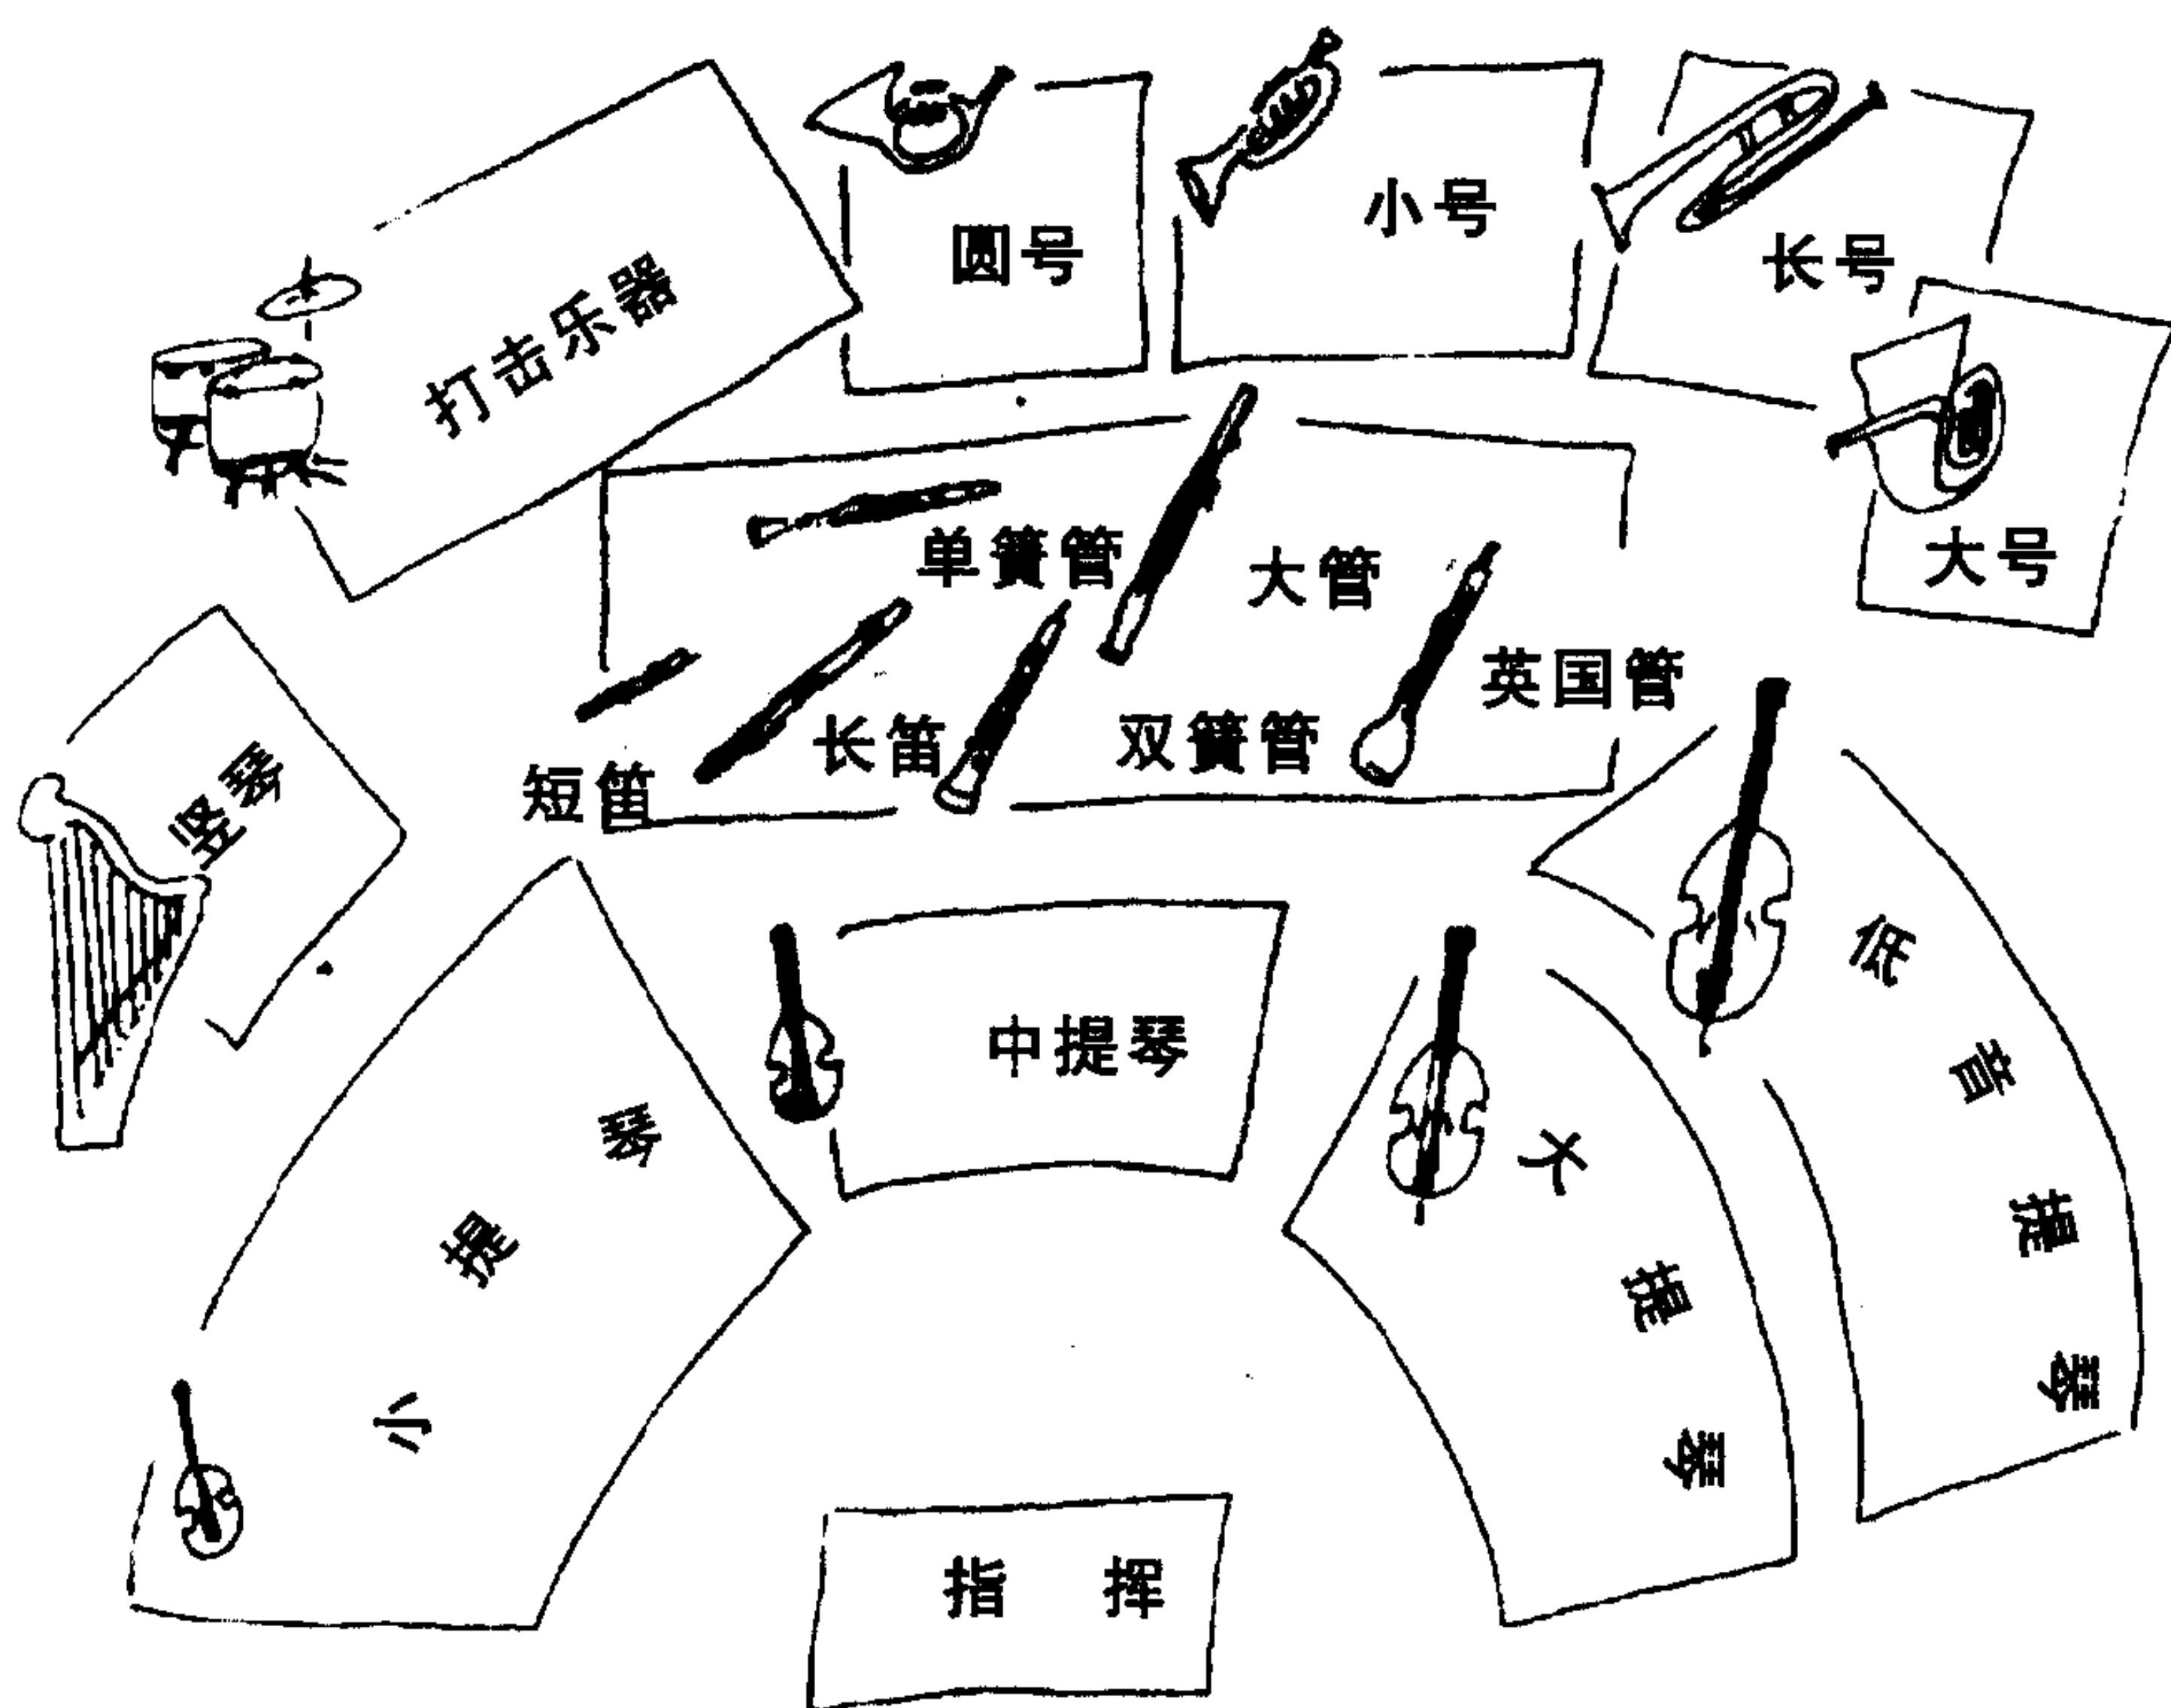 圆号
小号
长号
打击乐器
大号
单簧管
大管
英国管
短笛
长笛
双簧管
竖琴
小提琴
中提琴
大提琴
低音提琴
指挥